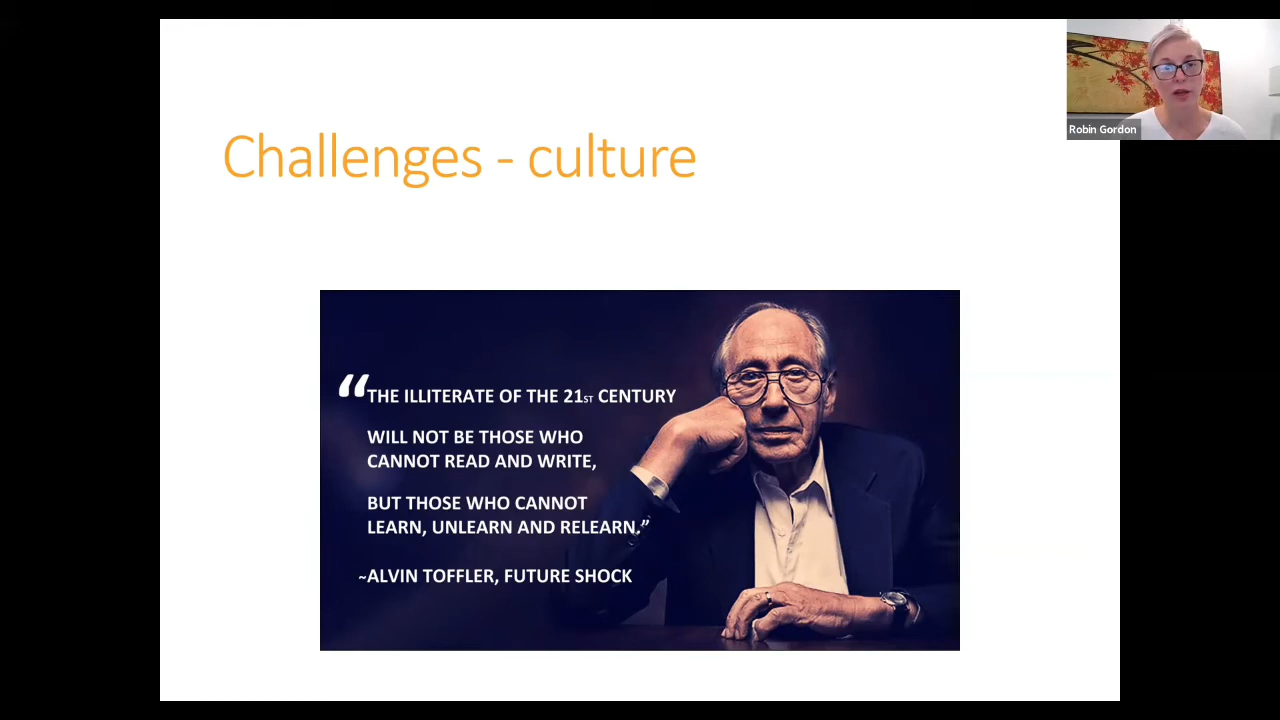 Challenges - culture
Robin Gordon
“THE ILLITERATE OF THE 21ST CENTURY
WILL NOT BE THOSE WHO
CANNOT READ AND WRITE,
BUT THOSE WHO CANNOT
LEARN, UNLEARN AND RELEARN.”
~ALVIN TOFFLER, FUTURE SHOCK